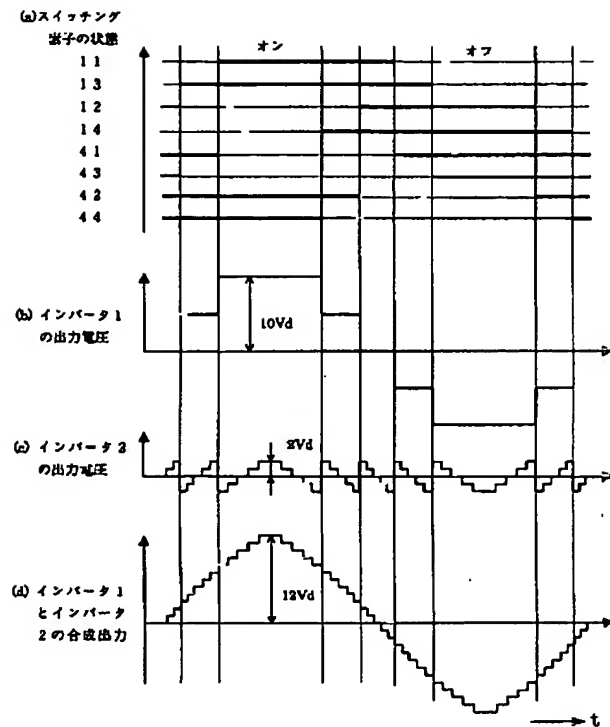 (a)スイッチング
素子の状態
オン
オフ
11
13
12
14
41
43
42
44
(b) インバータ1
の出力電圧
10Vd
(c) インバータ2
の出力電圧
2Vd
(d) インバータ1
とインバータ
2の合成出力
12Vd
t